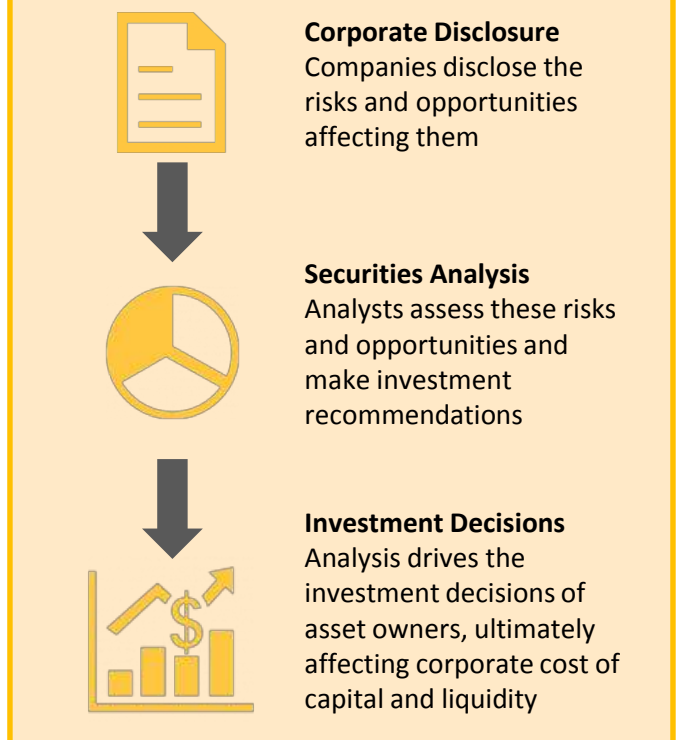 Corporate Disclosure
Companies disclose the
risks and opportunities
affecting them
Securities Analysis
Analysts assess these risks
and opportunities and
make investment
recommendations
Investment Decisions
Analysis drives the
investment decisions of
asset owners, ultimately
affecting corporate cost of
capital and liquidity
$